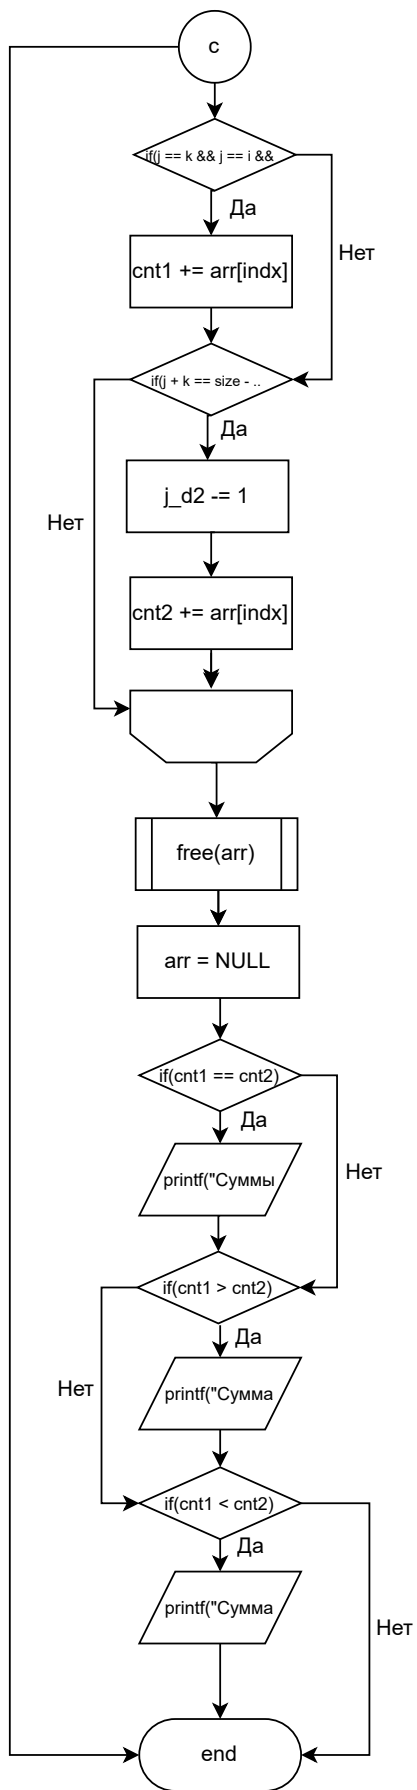 c
if(j == k && j == i &&
Да
Нет
cnt1 += arr[indx]
if(j + k == size - ..
Да
j_d2 -= 1
Нет
cnt2 += arr[indx]
free(arr)
arr = NULL
if(cnt1 == cnt2)
Да
Нет
printf("Суммы
if(cnt1 > cnt2)
Да
Нет
printf("Сумма
if(cnt1 < cnt2)
Да
printf("Сумма
Нет
end